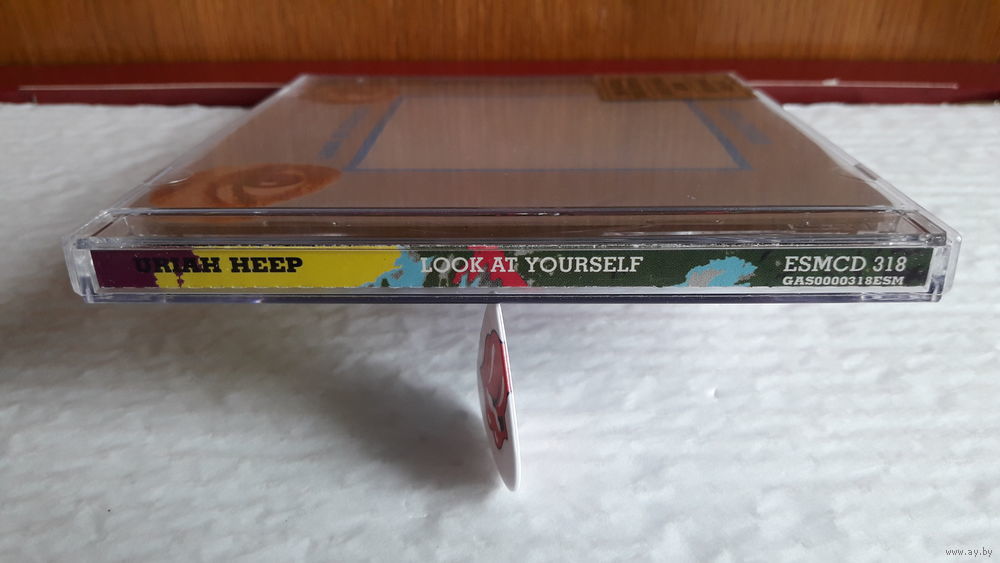 URIAH HEEP
LOOK AT YOURSELF
ESMCD 318
GAS0000318ESM
www.ay.by